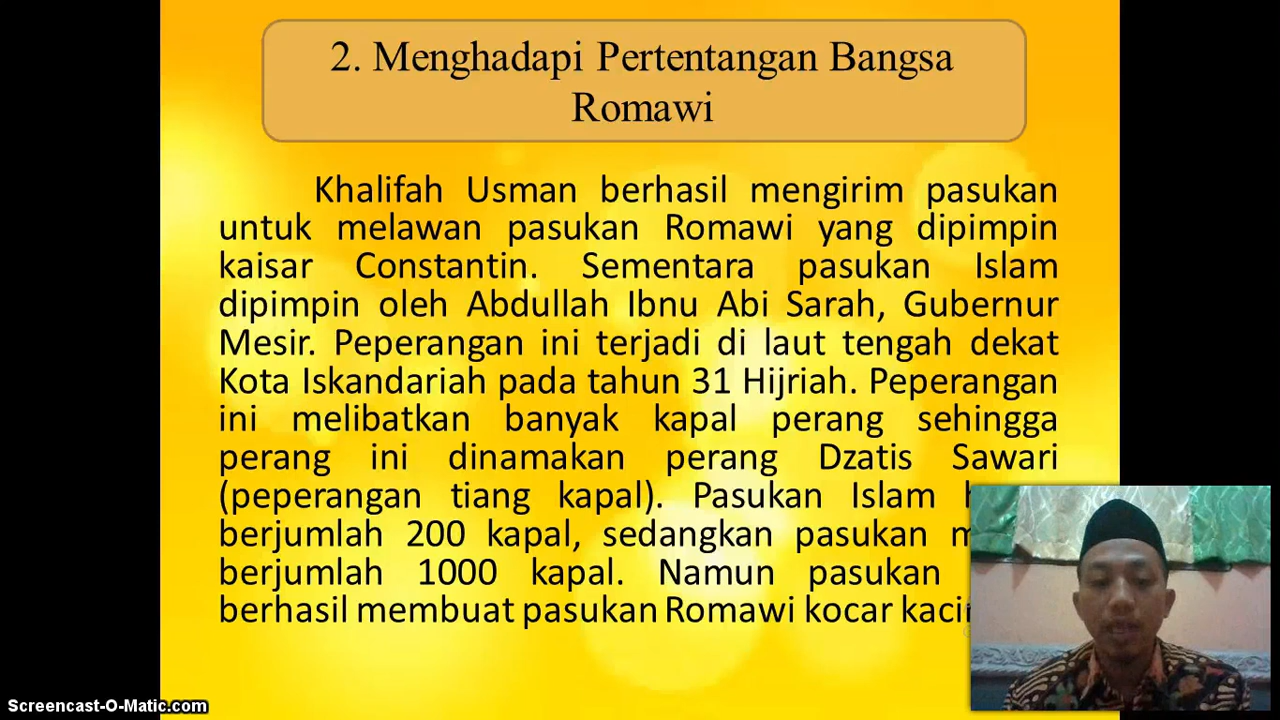 2. Menghadapi Pertentangan Bangsa
Romawi
Khalifah Usman berhasil mengirim pasukan
untuk melawan pasukan Romawi yang dipimpin
kaisar Constantin. Sementara pasukan Islam
dipimpin oleh Abdullah Ibnu Abi Sarah, Gubernur
Mesir. Peperangan ini terjadi di laut tengah dekat
Kota Iskandariah pada tahun 31 Hijriah. Peperangan
ini melibatkan banyak kapal perang sehingga
perang ini dinamakan perang Dzatis Sawari
(peperangan tiang kapal). Pasukan Islam
berjumlah 200 kapal, sedangkan pasukan
berjumlah 1000 kapal. Namun pasukan
berhasil membuat pasukan Romawi kocar
Screencast-O-Matic.com